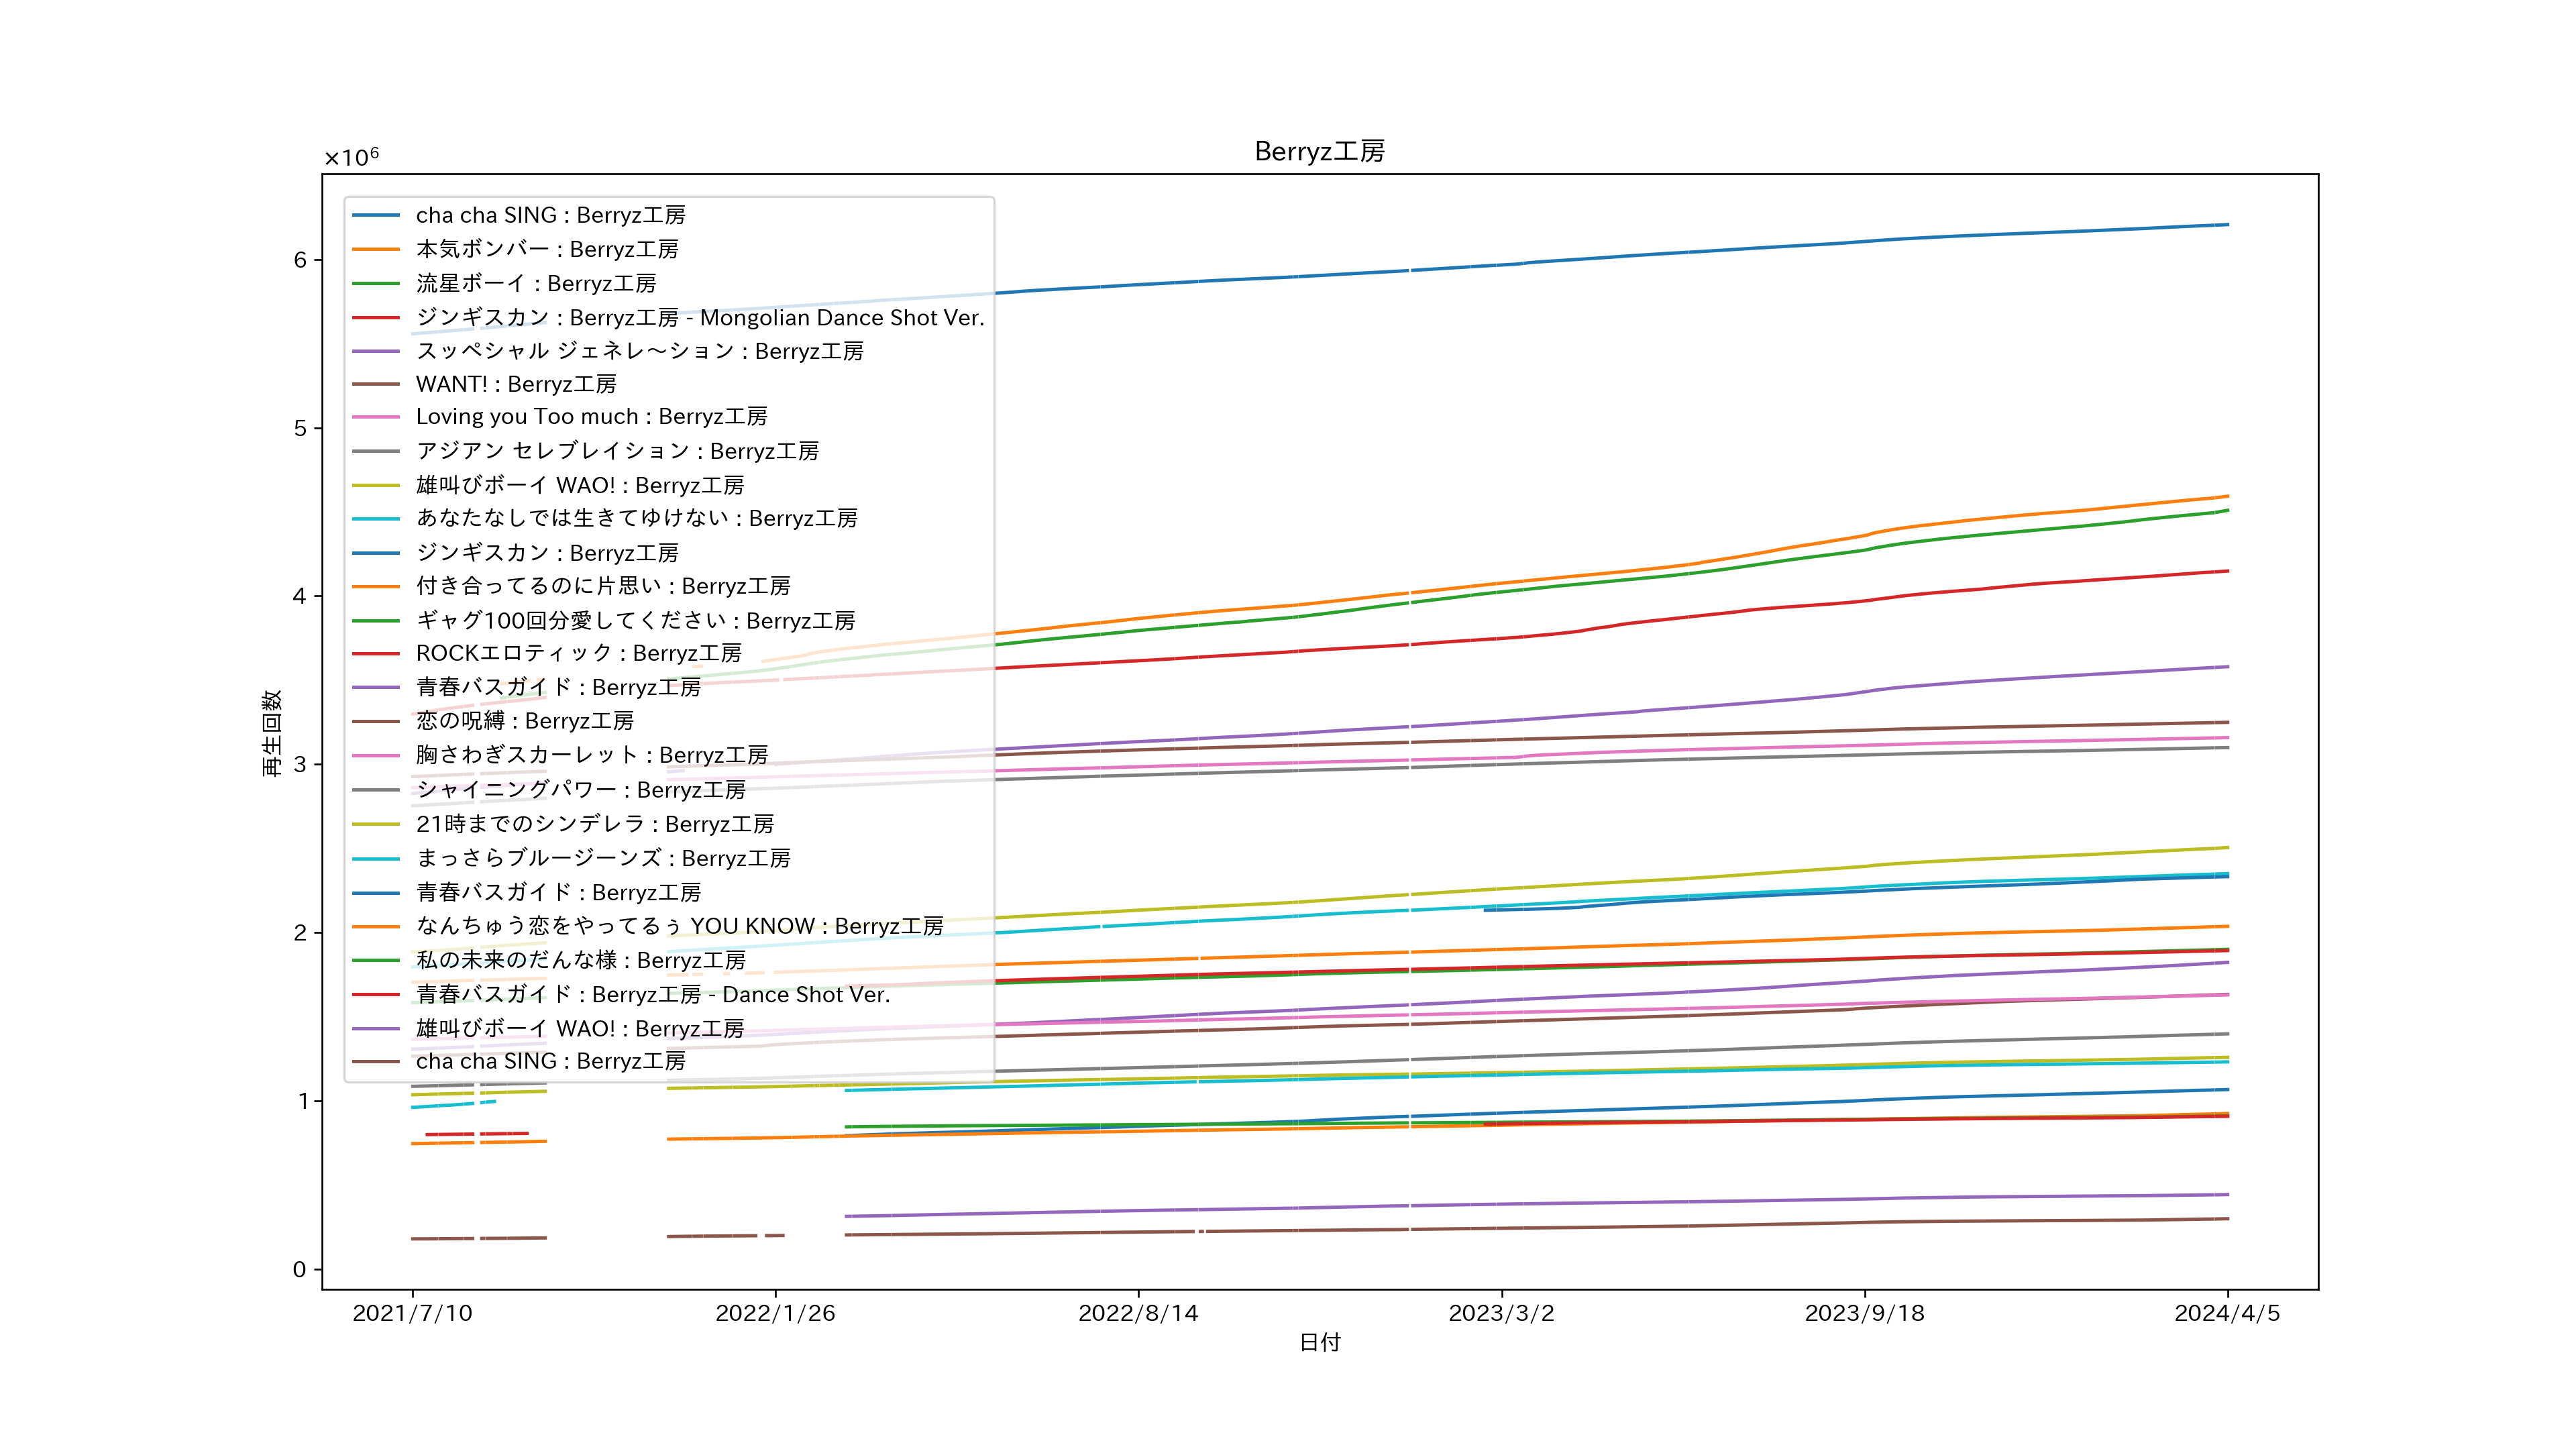 Berryz工房
×10⁶
cha cha SING : Berryz工房
本気ボンバー : Berryz工房
流星ボーイ : Berryz工房
ジンギスカン : Berryz工房 - Mongolian Dance Shot Ver.
スッペシャル ジェネレ～ション : Berryz工房
WANT! : Berryz工房
Loving you Too much : Berryz工房
アジアン セレブレイション : Berryz工房
雄叫びボーイ WAO! : Berryz工房
あなたなしでは生きてゆけない : Berryz工房
ジンギスカン : Berryz工房
付き合ってるのに片思い : Berryz工房
ギャグ100回分愛してください : Berryz工房
ROCKエロティック : Berryz工房
青春バスガイド : Berryz工房
恋の呪縛 : Berryz工房
胸さわぎスカーレット : Berryz工房
シャイニングパワー : Berryz工房
21時までのシンデレラ : Berryz工房
まっさらブルージーンズ : Berryz工房
青春バスガイド : Berryz工房
なんちゅう恋をやってるぅ YOU KNOW : Berryz工房
私の未来のだんな様 : Berryz工房
青春バスガイド : Berryz工房 - Dance Shot Ver.
雄叫びボーイ WAO! : Berryz工房
cha cha SING : Berryz工房
6
5
4
3
2
1
0
再生回数
2021/7/10 2022/1/26 2022/8/14 2023/3/2 2023/9/18 2024/4/5
日付